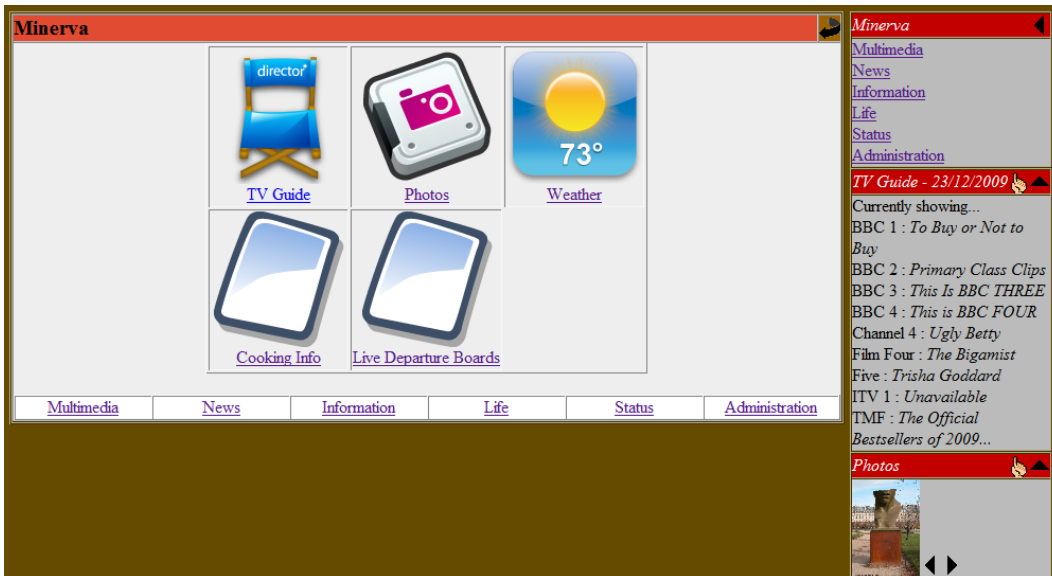 Minerva
director
TV Guide
Photos
73°
Weather
Cooking Info
Live Departure Boards
Multimedia News Information Life Status Administration
Minerva
Multimedia
News
Information
Life
Status
Administration
TV Guide - 23/12/2009
Currently showing...
BBC 1 : To Buy or Not to
Buy
BBC 2 : Primary Class Clips
BBC 3 : This Is BBC THREE
BBC 4 : This is BBC FOUR
Channel 4 : Ugly Betty
Film Four : The Bigamist
Five : Trisha Goddard
ITV 1 : Unavailable
TMF : The Official
Bestsellers of 2009...
Photos